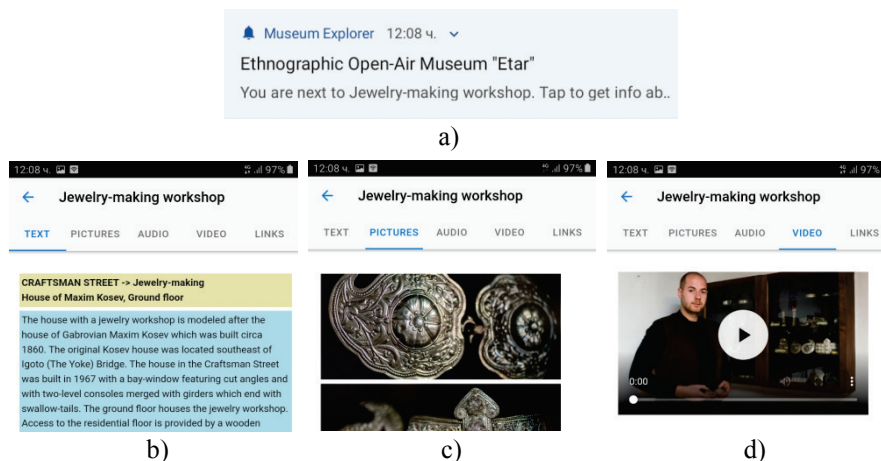 Museum Explorer 12:08 ч.
Ethnographic Open-Air Museum "Etar"
You are next to Jewelry-making workshop. Tap to get info ab..
a)
12:08 ч. 4G 97%
Jewelry-making workshop
TEXT PICTURES AUDIO VIDEO LINKS
CRAFTSMAN STREET -> Jewelry-making
House of Maxim Kosev, Ground floor
The house with a jewelry workshop is modeled after the
house of Gabrovian Maxim Kosev which was built circa
1860. The original Kosev house was located southeast of
Igoto (The Yoke) Bridge. The house in the Craftsman Street
was built in 1967 with a bay-window featuring cut angles and
with two-level consoles merged with girders which end with
swallow-tails. The ground floor houses the jewelry workshop.
Access to the residential floor is provided by a wooden
b)
12:08 ч. 4G 97%
Jewelry-making workshop
TEXT PICTURES AUDIO VIDEO LINKS
c)
12:08 ч. 4G 97%
Jewelry-making workshop
TEXT PICTURES AUDIO VIDEO LINKS
0:00
d)